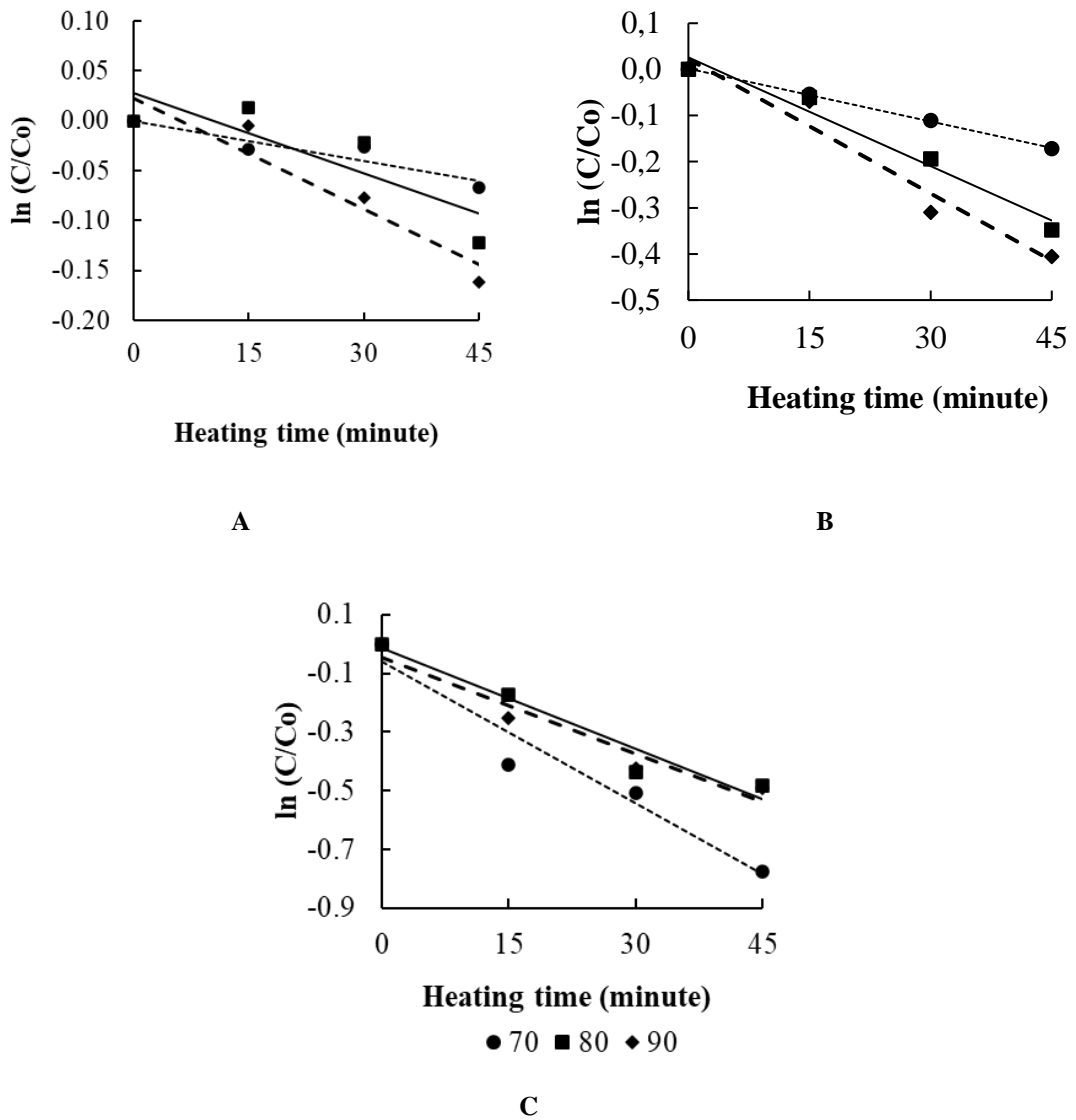 0.10
0.05
0.00
-0.05
-0.10
-0.15
-0.20
ln (C/Co)
0 15 30 45
Heating time (minute)
A
0,1
0,0
-0,1
-0,2
-0,3
-0,4
-0,5
ln (C/Co)
0 15 30 45
Heating time (minute)
B
0.1
-0.1
-0.3
-0.5
-0.7
-0.9
ln (C/Co)
0 15 30 45
Heating time (minute)
70 80 90
C